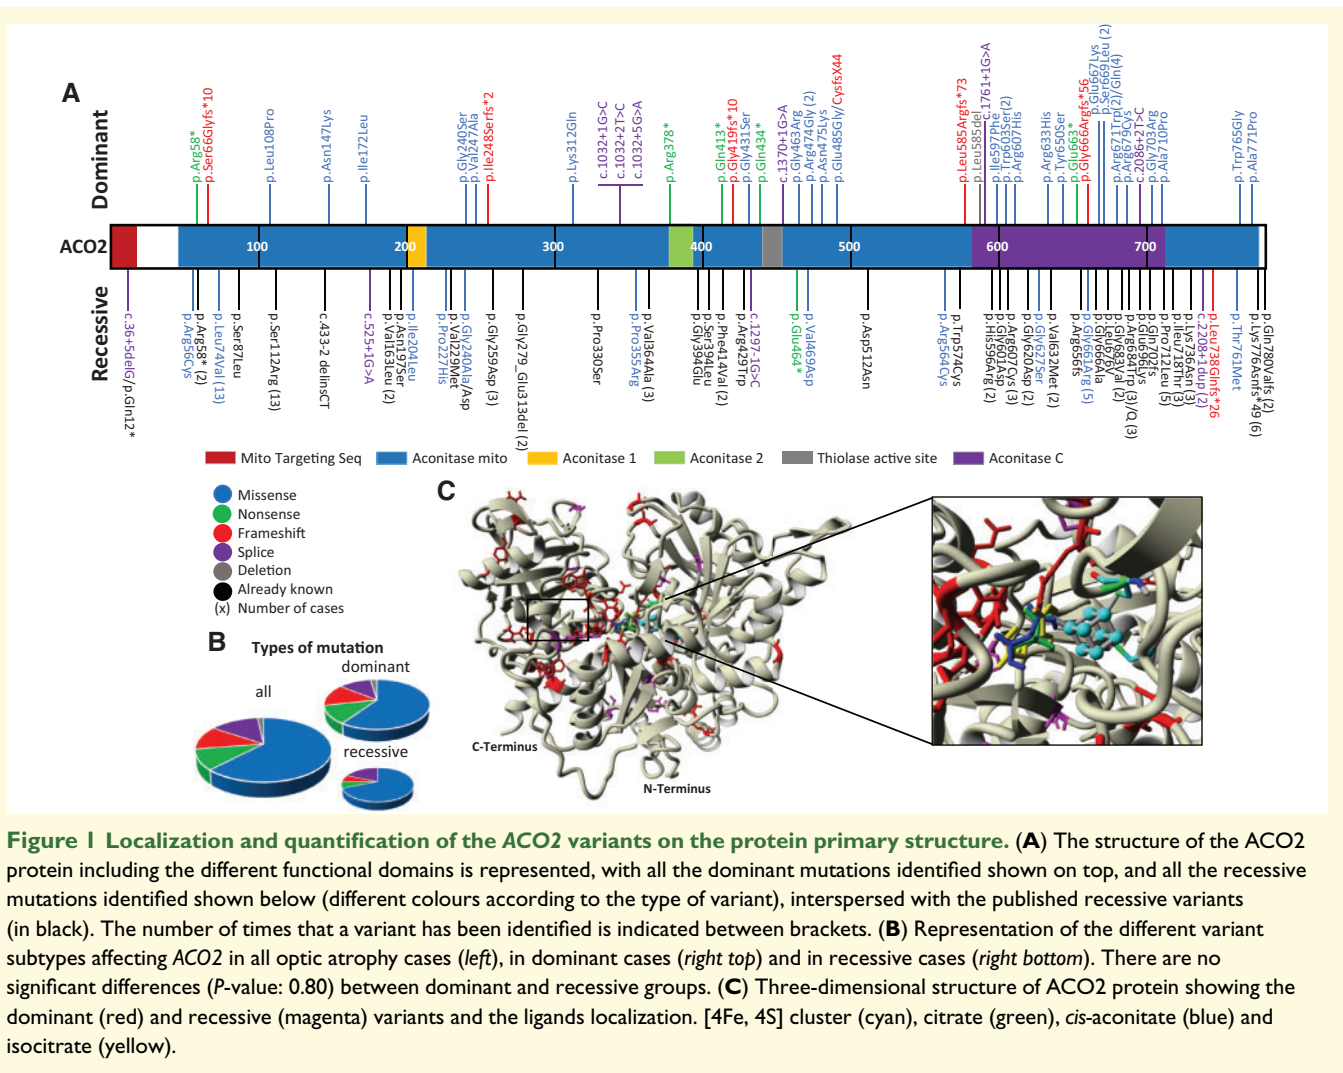 A
Dominant
p.Arg58*
p.Ser66Glyfs*10
p.Leu108Pro
p.Asn147Lys
p.Ile172Leu
p.Gly240Ser
p.Val247Ala
p.Ile248Serfs*2
p.Lys312Gln
c.1032+1G>C
c.1032+2T>C
c.1032+5G>A
p.Arg378*
p.Gln413*
p.Gly419fs*10
p.Gly431Ser
p.Gln434*
c.1370+1G>A
p.Gly463Arg
p.Arg474Gly (2)
p.Asn475Lys
p.Glu485Gly/CysfsX44
p.Leu585Argfs*73
p.Leu585del
c.1761+1G>A
p.Ile597Phe
p.Trp603Ser(2)
p.Arg607His
p.Arg633His
p.Tyr650Ser
p.Glu663*
p.Gly666Argfs*56
p.Glu667Lys
p.Ser669Leu (2)
p.Arg671Trp(2)/Gln(4)
p.Arg679Cys
c.2086+2T>C
p.Gly703Arg
p.Ala710Pro
p.Trp765Gly
p.Ala771Pro
ACO2
100
200
300
400
500
600
700
Recessive
c.36+5delG/p.Gln12*
p.Arg56Cys
p.Arg58* (2)
p.Leu74Val (13)
p.Ser87Leu
p.Ser112Arg (13)
c.433-2 delinsCT
c.525+1G>A
p.Val163Leu (2)
p.Asn197Ser
p.Ile204Leu
p.Pro227His
p.Val229Met
p.Gly240Ala/Asp
p.Gly259Asp (3)
p.Gly279_Glu313del (2)
p.Pro330Ser
p.Pro355Arg
p.Val364Ala (3)
p.Gly394Glu
p.Ser394Leu
p.Phe414Val (2)
p.Arg429Trp
c.1297-1G>C
p.Glu464*
p.Val469Asp
p.Asp512Asn
p.Arg564Cys
p.Trp574Cys
p.His596Arg (2)
p.Gly601Asp
p.Arg607Cys (3)
p.Gly620Asp (2)
p.Gly627Ser
p.Val632Met (2)
p.Arg656fs
p.Gly661Arg (5)
p.Gly666Ala
p.Gly683Val (2)
p.Arg684Trp (3)/Q (3)
p.Glu696Lys
p.Gln702fs
p.Pro712Leu (5)
p.Lys736Asn (3)
c.2208+1dup (2)
p.Leu738Glnfs*26
p.Thr761Met
p.Lys776Asnfs*49 (6)
p.Gln780Valfs (2)
Mito Targeting Seq
Aconitase mito
Aconitase 1
Aconitase 2
Thiolase active site
Aconitase C
Missense
Nonsense
Frameshift
Splice
Deletion
Already known
(x) Number of cases
B
Types of mutation
dominant
all
recessive
C
C-Terminus
N-Terminus
Figure 1 Localization and quantification of the ACO2 variants on the protein primary structure. (A) The structure of the ACO2
protein including the different functional domains is represented, with all the dominant mutations identified shown on top, and all the recessive
mutations identified shown below (different colours according to the type of variant), interspersed with the published recessive variants
(in black). The number of times that a variant has been identified is indicated between brackets. (B) Representation of the different variant
subtypes affecting ACO2 in all optic atrophy cases (left), in dominant cases (right top) and in recessive cases (right bottom). There are no
significant differences (P-value: 0.80) between dominant and recessive groups. (C) Three-dimensional structure of ACO2 protein showing the
dominant (red) and recessive (magenta) variants and the ligands localization. [4Fe, 4S] cluster (cyan), citrate (green), cis-aconitate (blue) and
isocitrate (yellow).